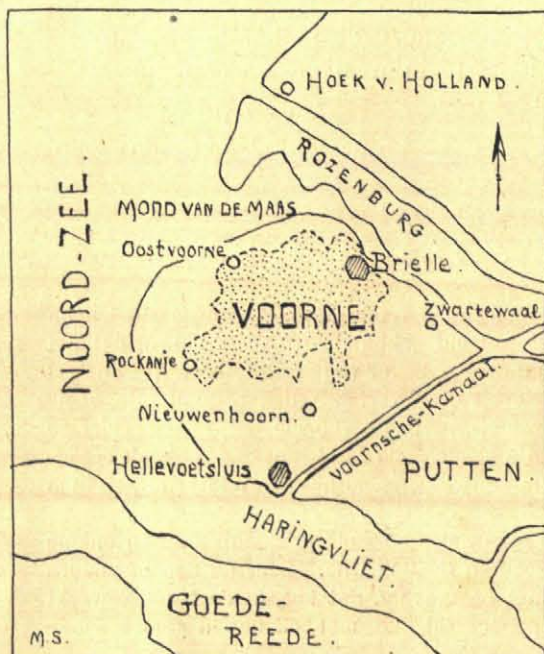 HOEK V. HOLLAND.
ROZENBURG.
NOORD-ZEE
MOND VAN DE MAAS
Oostvoorne
Brielle.
VOORNE
Zwartewaal
ROCKANJE
Nieuwenhoorn.
Voornsche-Kanaal
Hellevoetsluis
PUTTEN.
HARINGVLIET.
GOEDE-
REEDE.
M.S.